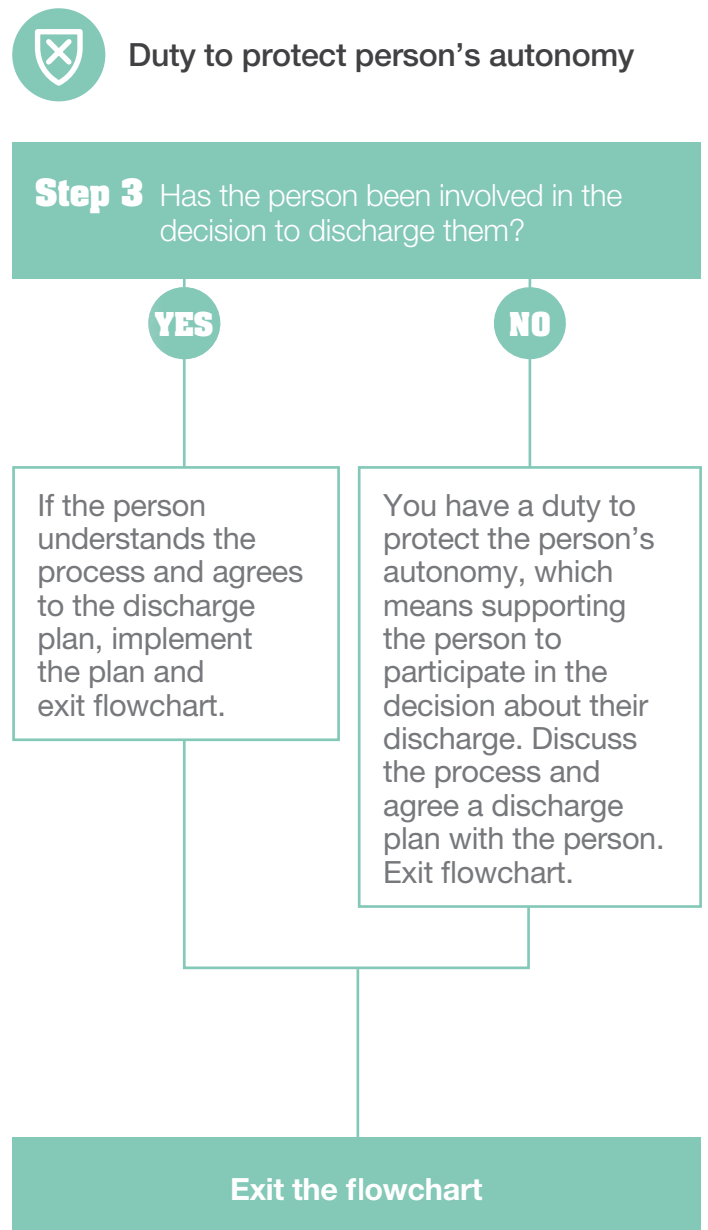 Duty to protect person’s autonomy
Step 3 Has the person been involved in the
decision to discharge them?
YES
NO
If the person
understands the
process and agrees
to the discharge
plan, implement
the plan and
exit flowchart.
You have a duty to
protect the person’s
autonomy, which
means supporting
the person to
participate in the
decision about their
discharge. Discuss
the process and
agree a discharge
plan with the person.
Exit flowchart.
Exit the flowchart